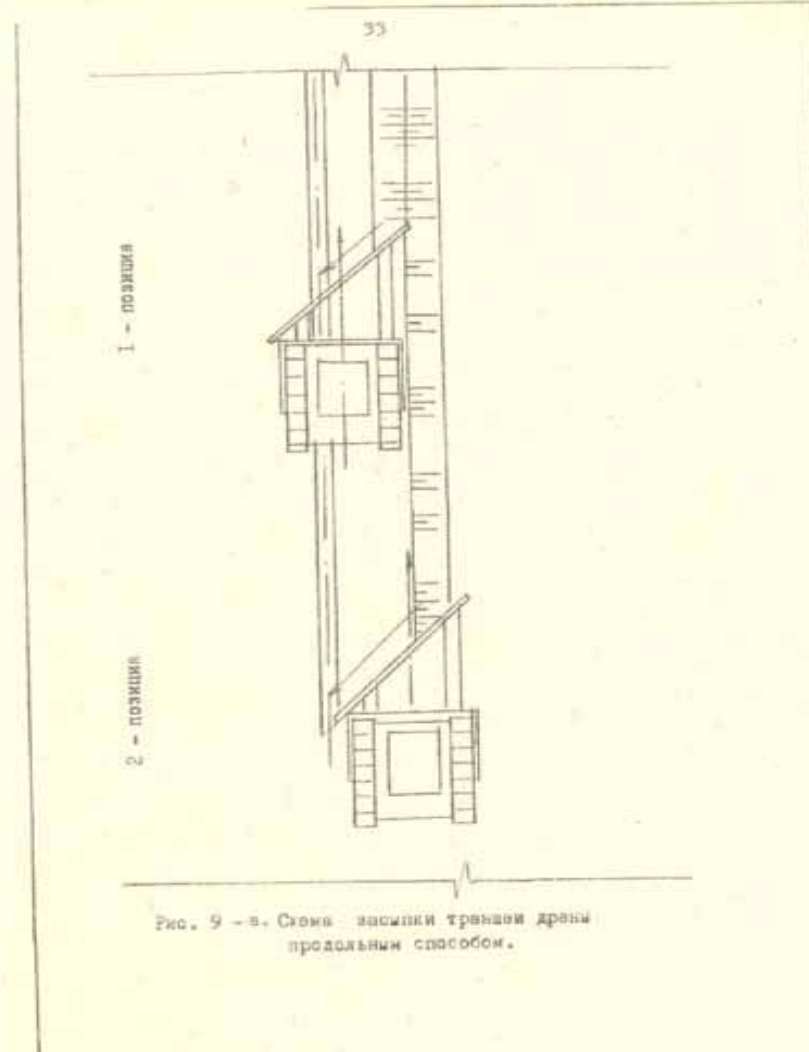 33
1 - позиция
2 - позиция
Рис. 9 - а. Схема засыпки траншеи дрены
продольным способом.